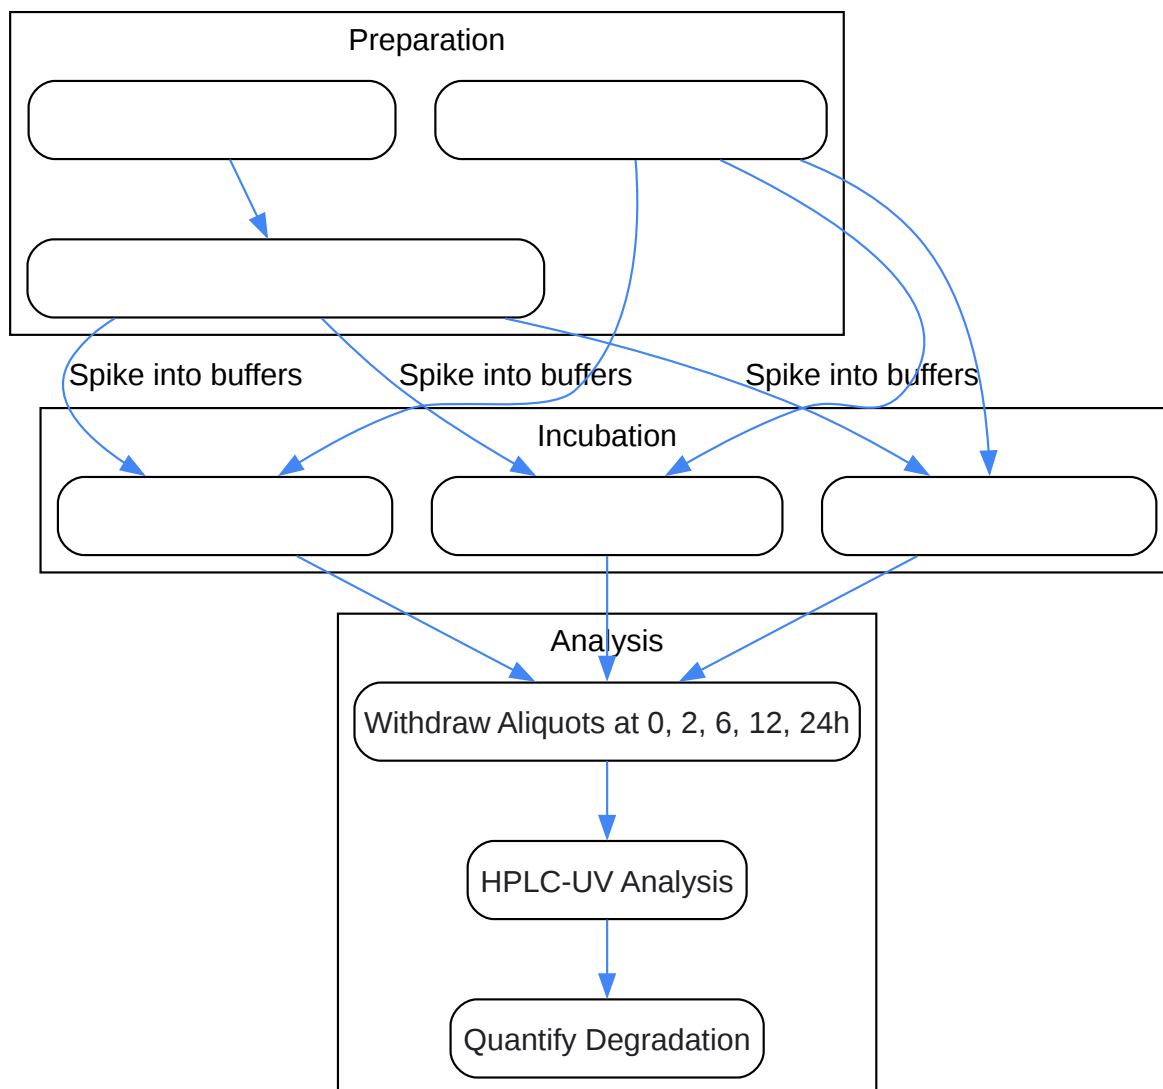 Preparation
Spike into buffers
Spike into buffers
Spike into buffers
Incubation
Analysis
Withdraw Aliquots at 0, 2, 6, 12, 24h
HPLC-UV Analysis
Quantify Degradation